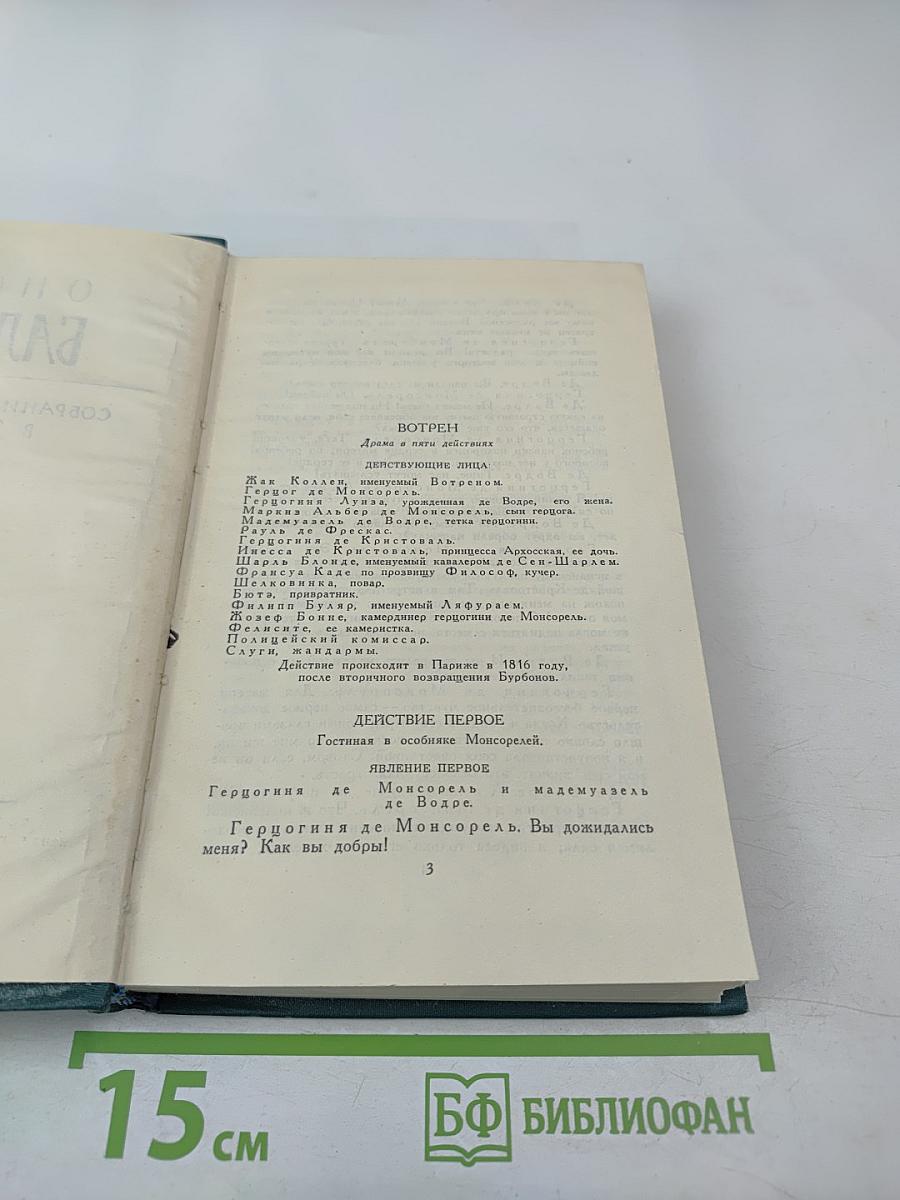 ВОТРЕН
Драма в пяти действиях
ДЕЙСТВУЮЩИЕ ЛИЦА:
Жак Коллен, именуемый Вотреном.
Герцог де Монсорель.
Герцогиня Луиза, урожденная де Водре, его жена.
Маркиз Альбер де Монсорель, сын герцога.
Мадемуазель де Водре, тетка герцогини.
Рауль де Фрескас.
Герцогиня де Кристоваль.
Инесса де Кристоваль, принцесса Архосская, ее дочь.
Шарль Блонде, именуемый кавалером де Сен-Шарлем.
Франсуа Каде по прозвищу Философ, кучер.
Шелковинка, повар.
Бютэ, привратник.
Филипп Буляр, именуемый Ляфураем.
Жозеф Бонне, камердинер герцогини де Монсорель.
Фелисите, ее камеристка.
Полицейский комиссар.
Слуги, жандармы.
Действие происходит в Париже в 1816 году,
после вторичного возвращения Бурбонов.
ДЕЙСТВИЕ ПЕРВОЕ
Гостиная в особняке Монсорелей.
ЯВЛЕНИЕ ПЕРВОЕ
Герцогиня де Монсорель и мадемуазель
де Водре.
Герцогиня де Монсорель. Вы дожидались
меня? Как вы добры!
3
15 см
БФ БИБЛИОФАН